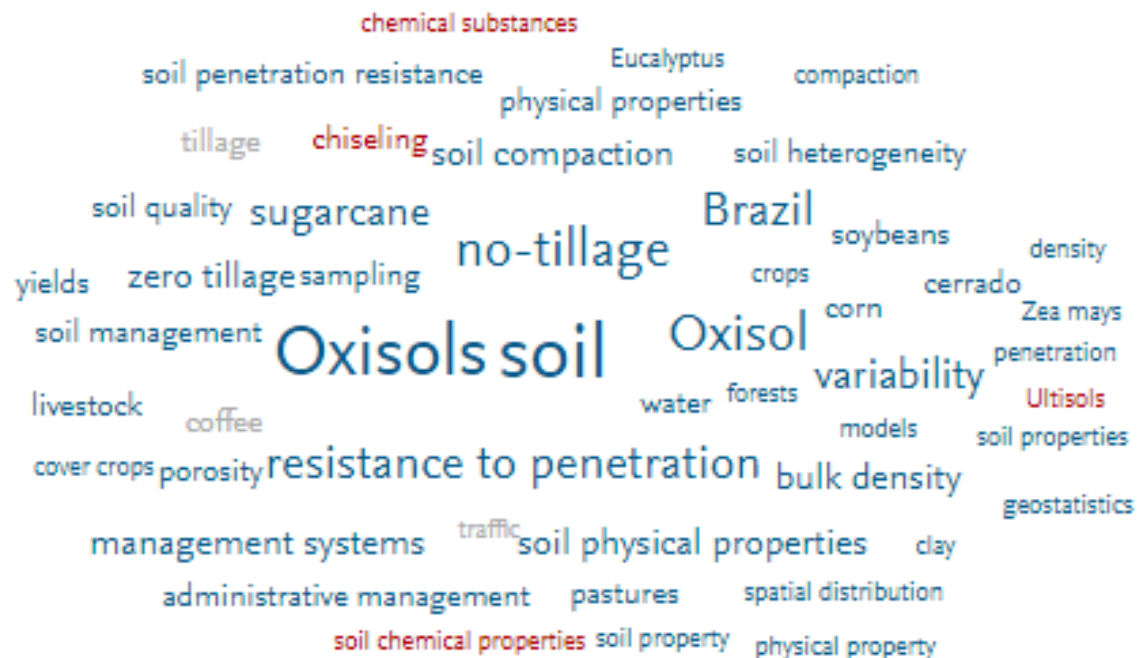 chemical substances
Eucalyptus
soil penetration resistance
compaction
physical properties
tillage
chiseling
soil compaction
soil heterogeneity
soil quality
sugarcane
Brazil
no-tillage
soybeans
density
yields
zero tillage
sampling
crops
cerrado
soil management
Oxisols
soil
Oxisol
corn
Zea mays
penetration
variability
livestock
coffee
water
forests
Ultisols
models
soil properties
cover crops
porosity
resistance to penetration
bulk density
geostatistics
management systems
traffic
soil physical properties
clay
administrative management
pastures
spatial distribution
soil chemical properties
soil property
physical property